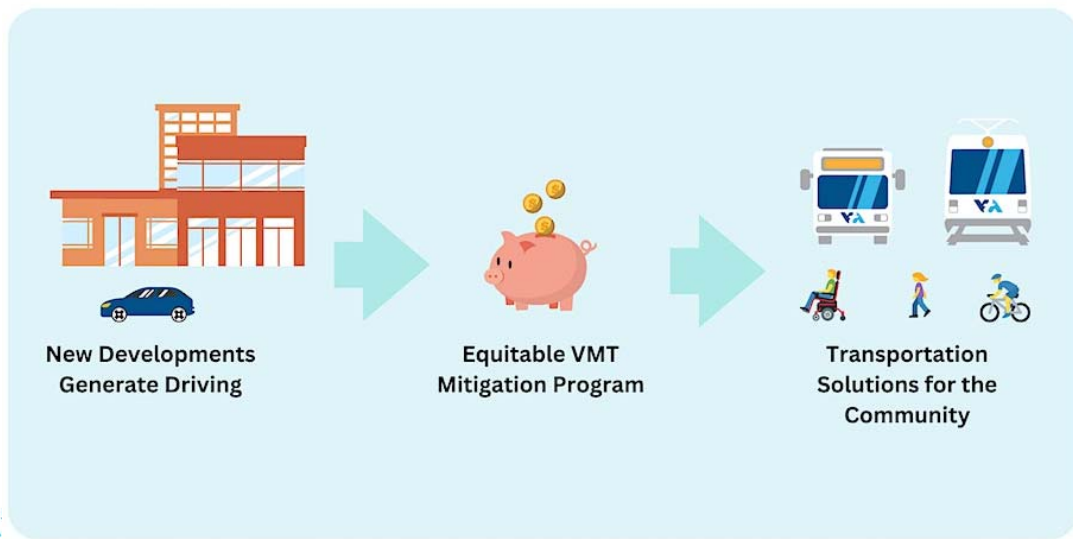 New Developments
Generate Driving
Equitable VMT
Mitigation Program
Transportation
Solutions for the
Community